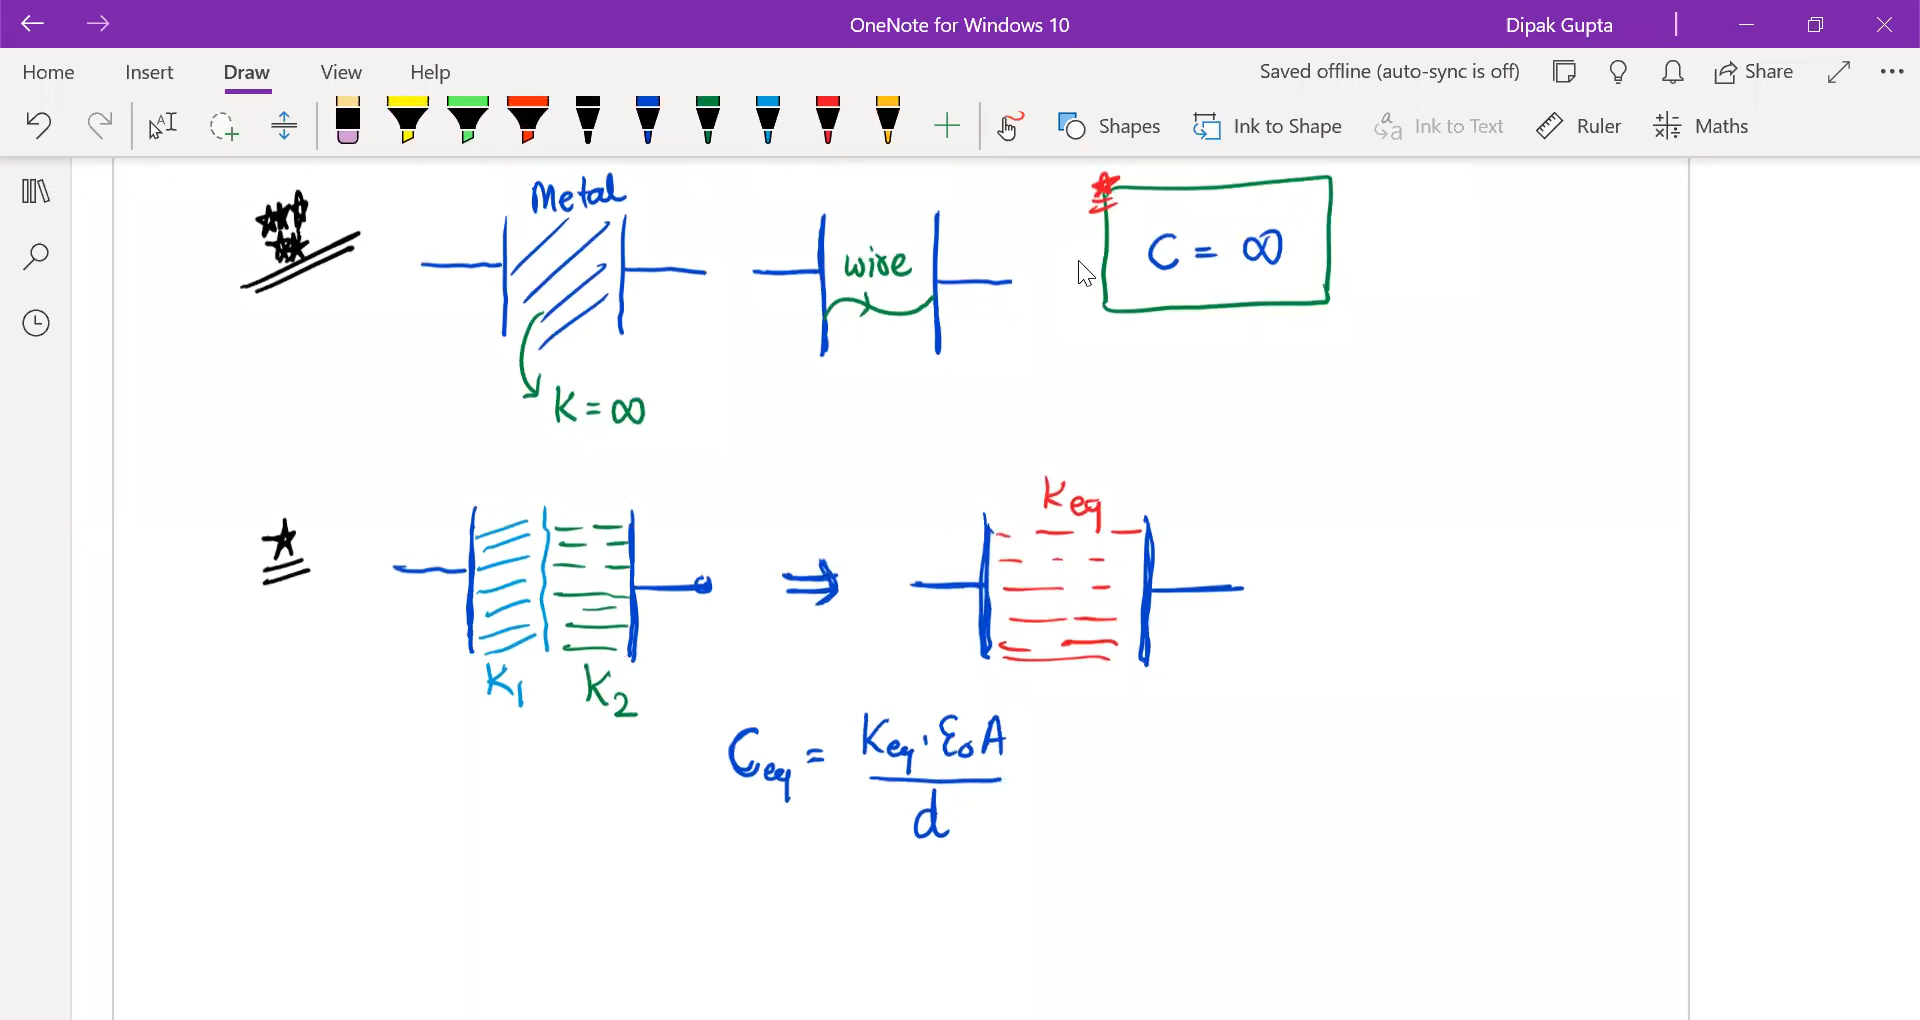 OneNote for Windows 10
Dipak Gupta
Home Insert Draw View Help
Saved offline (auto-sync is off)
Share
Shapes
Ink to Shape
Ink to Text
Ruler
Maths
Metal
wire
C = ∞
K = ∞
Keq
K1
K2
Ceq = Keq · ε0 A
d